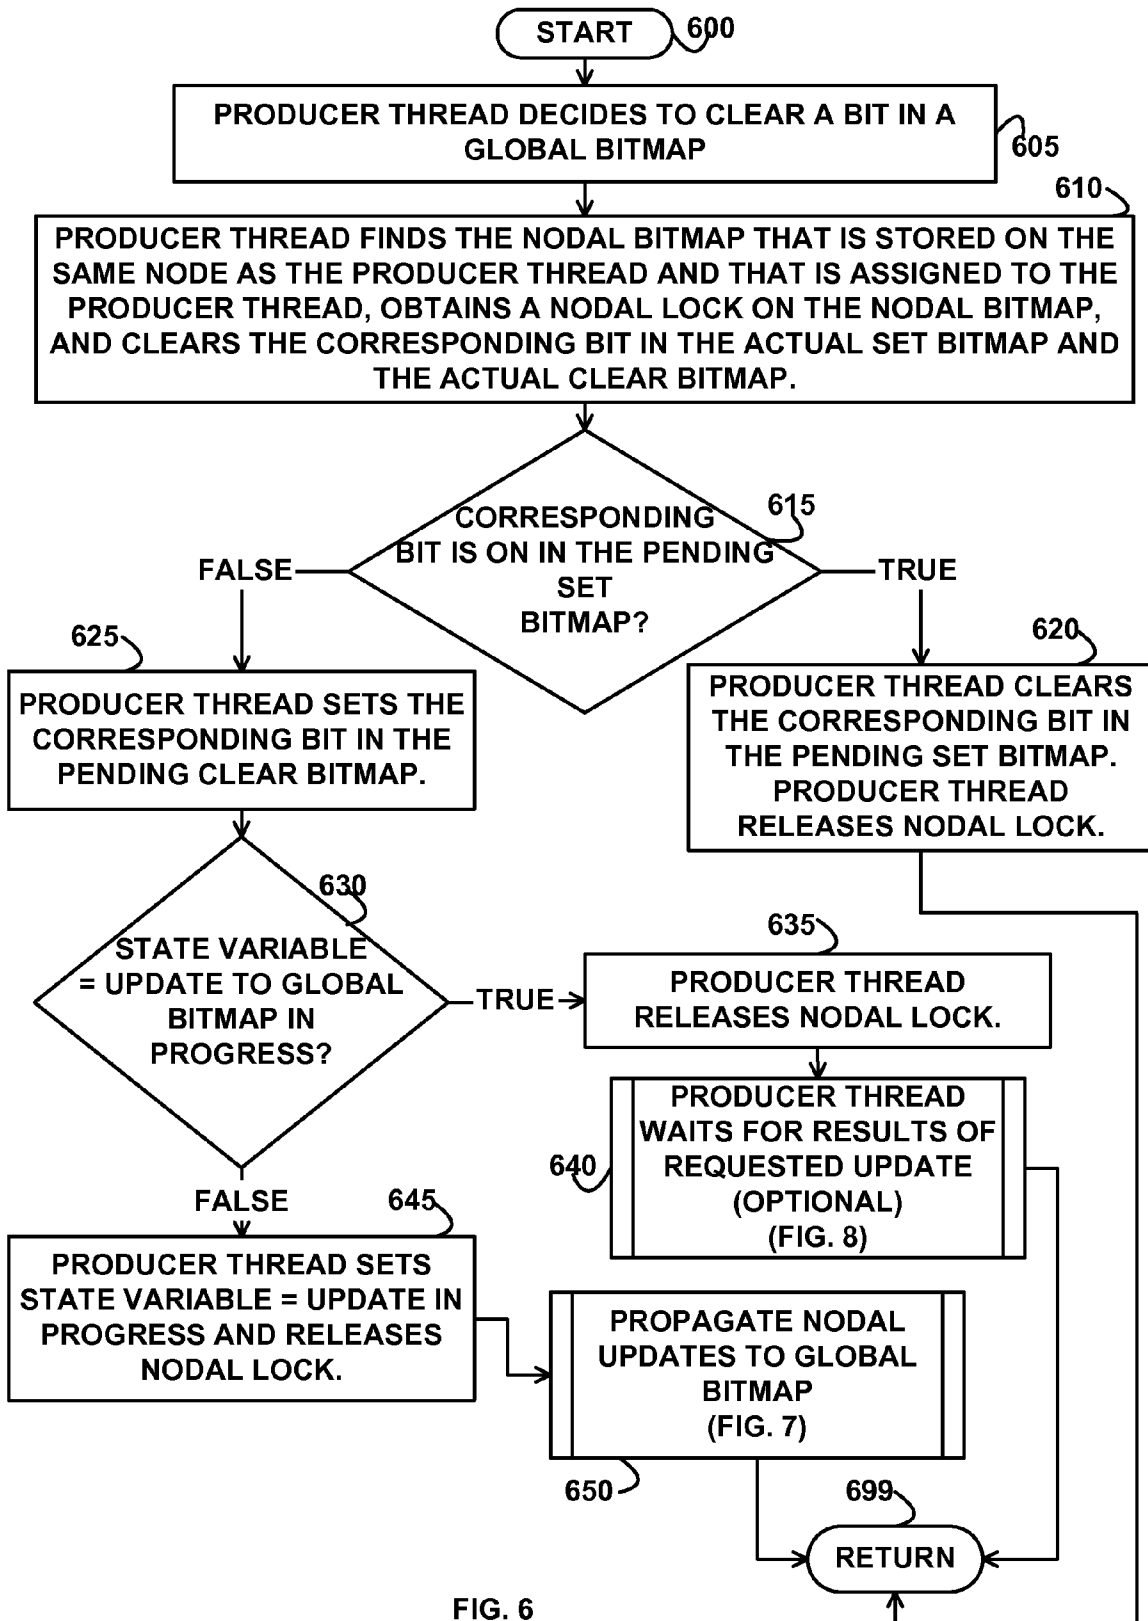 START
600
PRODUCER THREAD DECIDES TO CLEAR A BIT IN A
GLOBAL BITMAP
605
610
PRODUCER THREAD FINDS THE NODAL BITMAP THAT IS STORED ON THE
SAME NODE AS THE PRODUCER THREAD AND THAT IS ASSIGNED TO THE
PRODUCER THREAD, OBTAINS A NODAL LOCK ON THE NODAL BITMAP,
AND CLEARS THE CORRESPONDING BIT IN THE ACTUAL SET BITMAP AND
THE ACTUAL CLEAR BITMAP.
615
CORRESPONDING
BIT IS ON IN THE PENDING
SET
BITMAP?
FALSE
TRUE
625
PRODUCER THREAD SETS THE
CORRESPONDING BIT IN THE
PENDING CLEAR BITMAP.
620
PRODUCER THREAD CLEARS
THE CORRESPONDING BIT IN
THE PENDING SET BITMAP.
PRODUCER THREAD
RELEASES NODAL LOCK.
630
STATE VARIABLE
= UPDATE TO GLOBAL
BITMAP IN
PROGRESS?
TRUE
635
PRODUCER THREAD
RELEASES NODAL LOCK.
640
PRODUCER THREAD
WAITS FOR RESULTS OF
REQUESTED UPDATE
(OPTIONAL)
(FIG. 8)
FALSE
645
PRODUCER THREAD SETS
STATE VARIABLE = UPDATE IN
PROGRESS AND RELEASES
NODAL LOCK.
PROPAGATE NODAL
UPDATES TO GLOBAL
BITMAP
(FIG. 7)
650
699
RETURN
FIG. 6